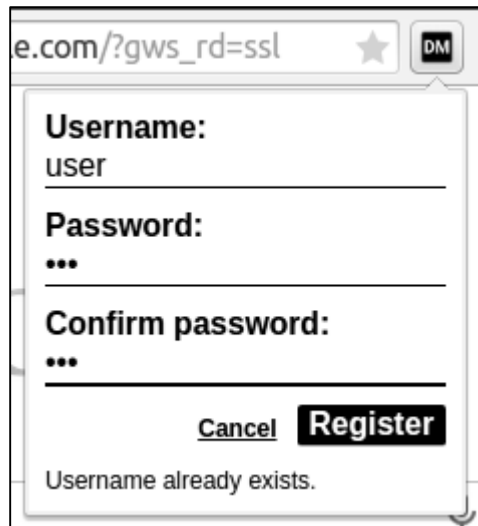 e.com/?gws_rd=ssl
DM
Username:
user
Password:
•••
Confirm password:
•••
Cancel Register
Username already exists.